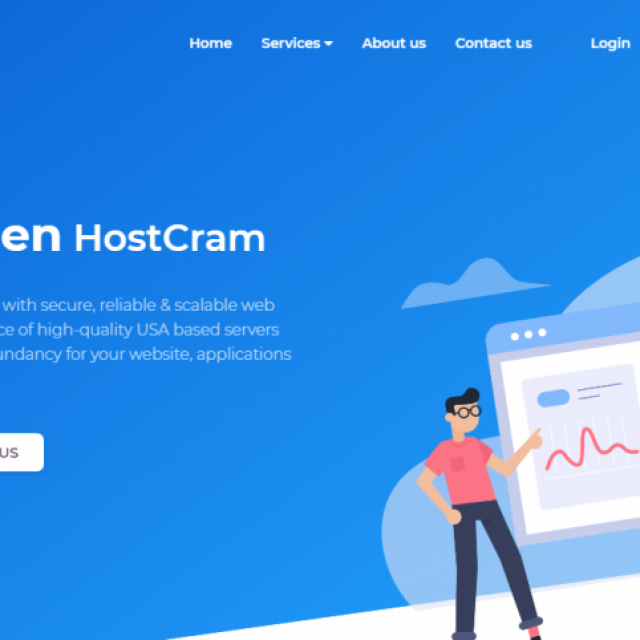 Home Services About us Contact us Login
en HostCram
with secure, reliable & scalable web
ce of high-quality USA based servers
undancy for your website, applications
US